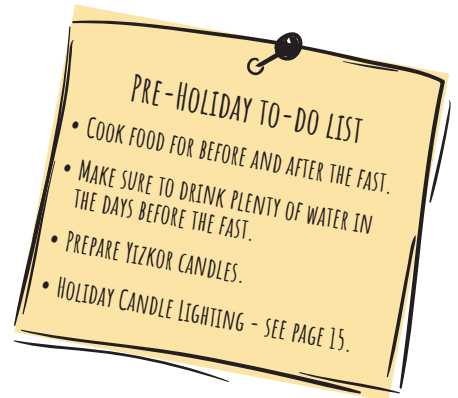 Pre-Holiday to-do list
• Cook food for before and after the fast.
• Make sure to drink plenty of water in
the days before the fast.
• Prepare Yizkor candles.
• Holiday Candle Lighting - see page 15.